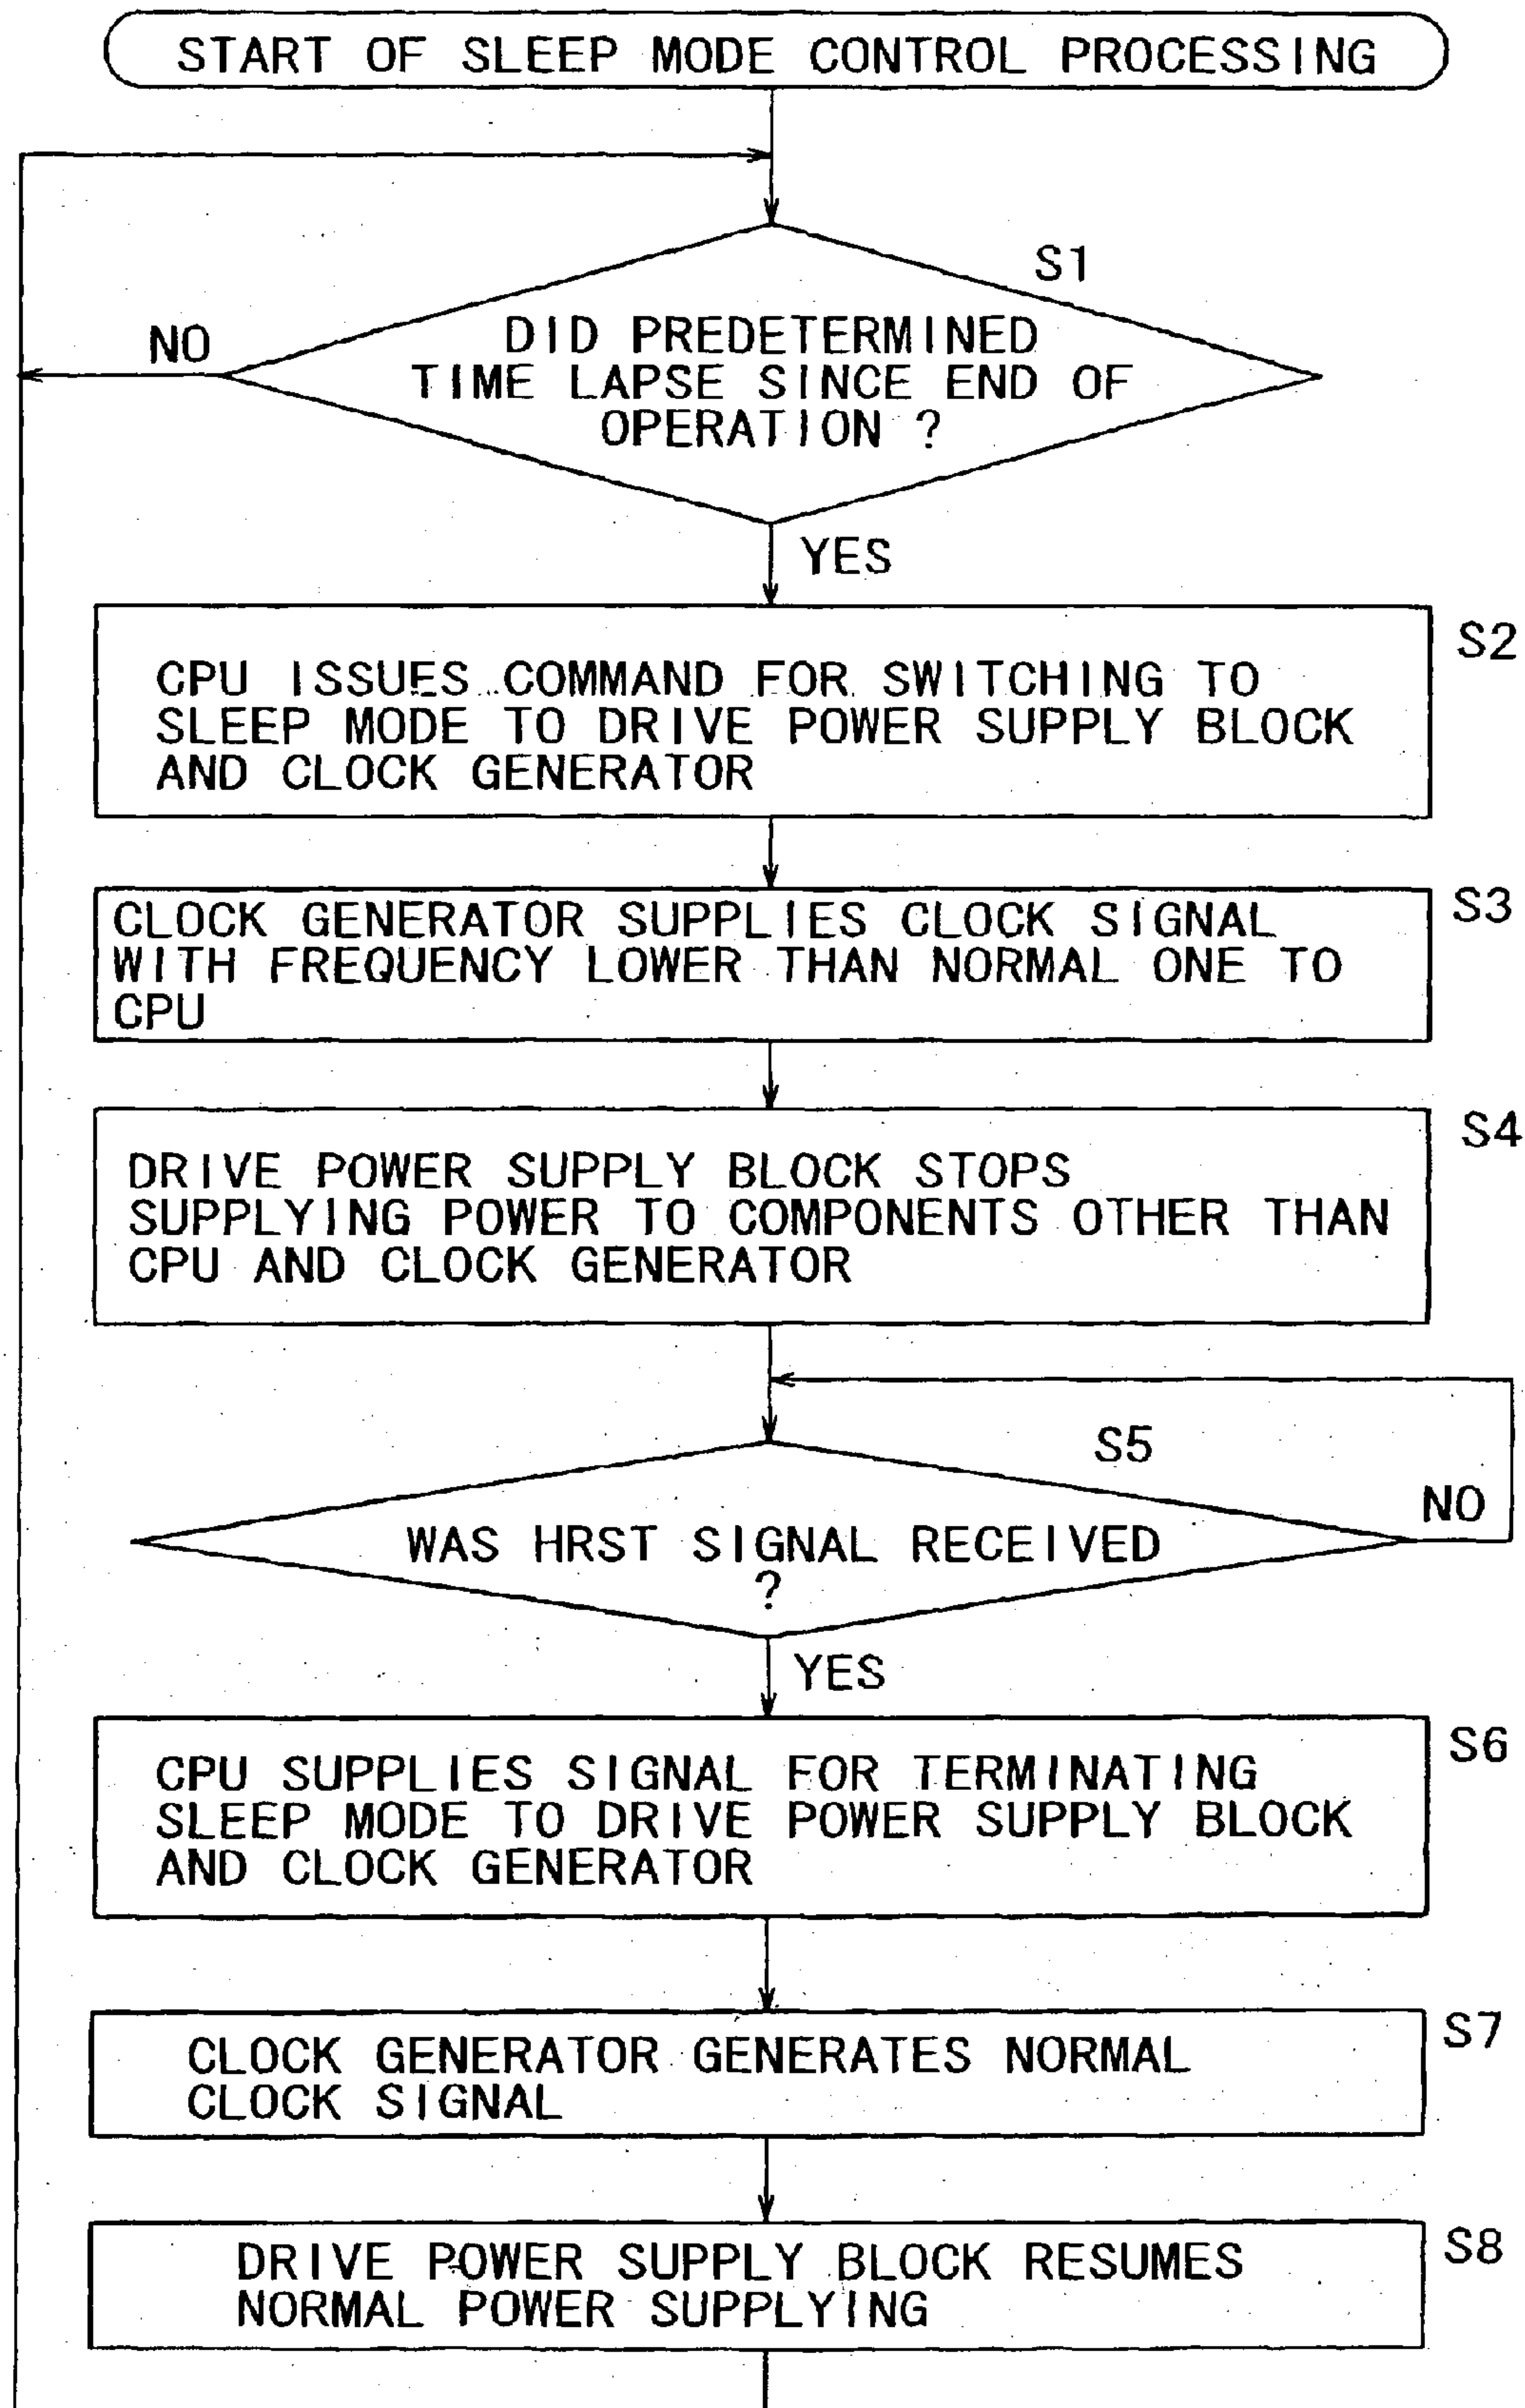 START OF SLEEP MODE CONTROL PROCESSING
S1
NO
DID PREDETERMINED
TIME LAPSE SINCE END OF
OPERATION ?
YES
S2
CPU ISSUES COMMAND FOR SWITCHING TO
SLEEP MODE TO DRIVE POWER SUPPLY BLOCK
AND CLOCK GENERATOR
S3
CLOCK GENERATOR SUPPLIES CLOCK SIGNAL
WITH FREQUENCY LOWER THAN NORMAL ONE TO
CPU
S4
DRIVE POWER SUPPLY BLOCK STOPS
SUPPLYING POWER TO COMPONENTS OTHER THAN
CPU AND CLOCK GENERATOR
S5
NO
WAS HRST SIGNAL RECEIVED
?
YES
S6
CPU SUPPLIES SIGNAL FOR TERMINATING
SLEEP MODE TO DRIVE POWER SUPPLY BLOCK
AND CLOCK GENERATOR
S7
CLOCK GENERATOR GENERATES NORMAL
CLOCK SIGNAL
S8
DRIVE POWER SUPPLY BLOCK RESUMES
NORMAL POWER SUPPLYING